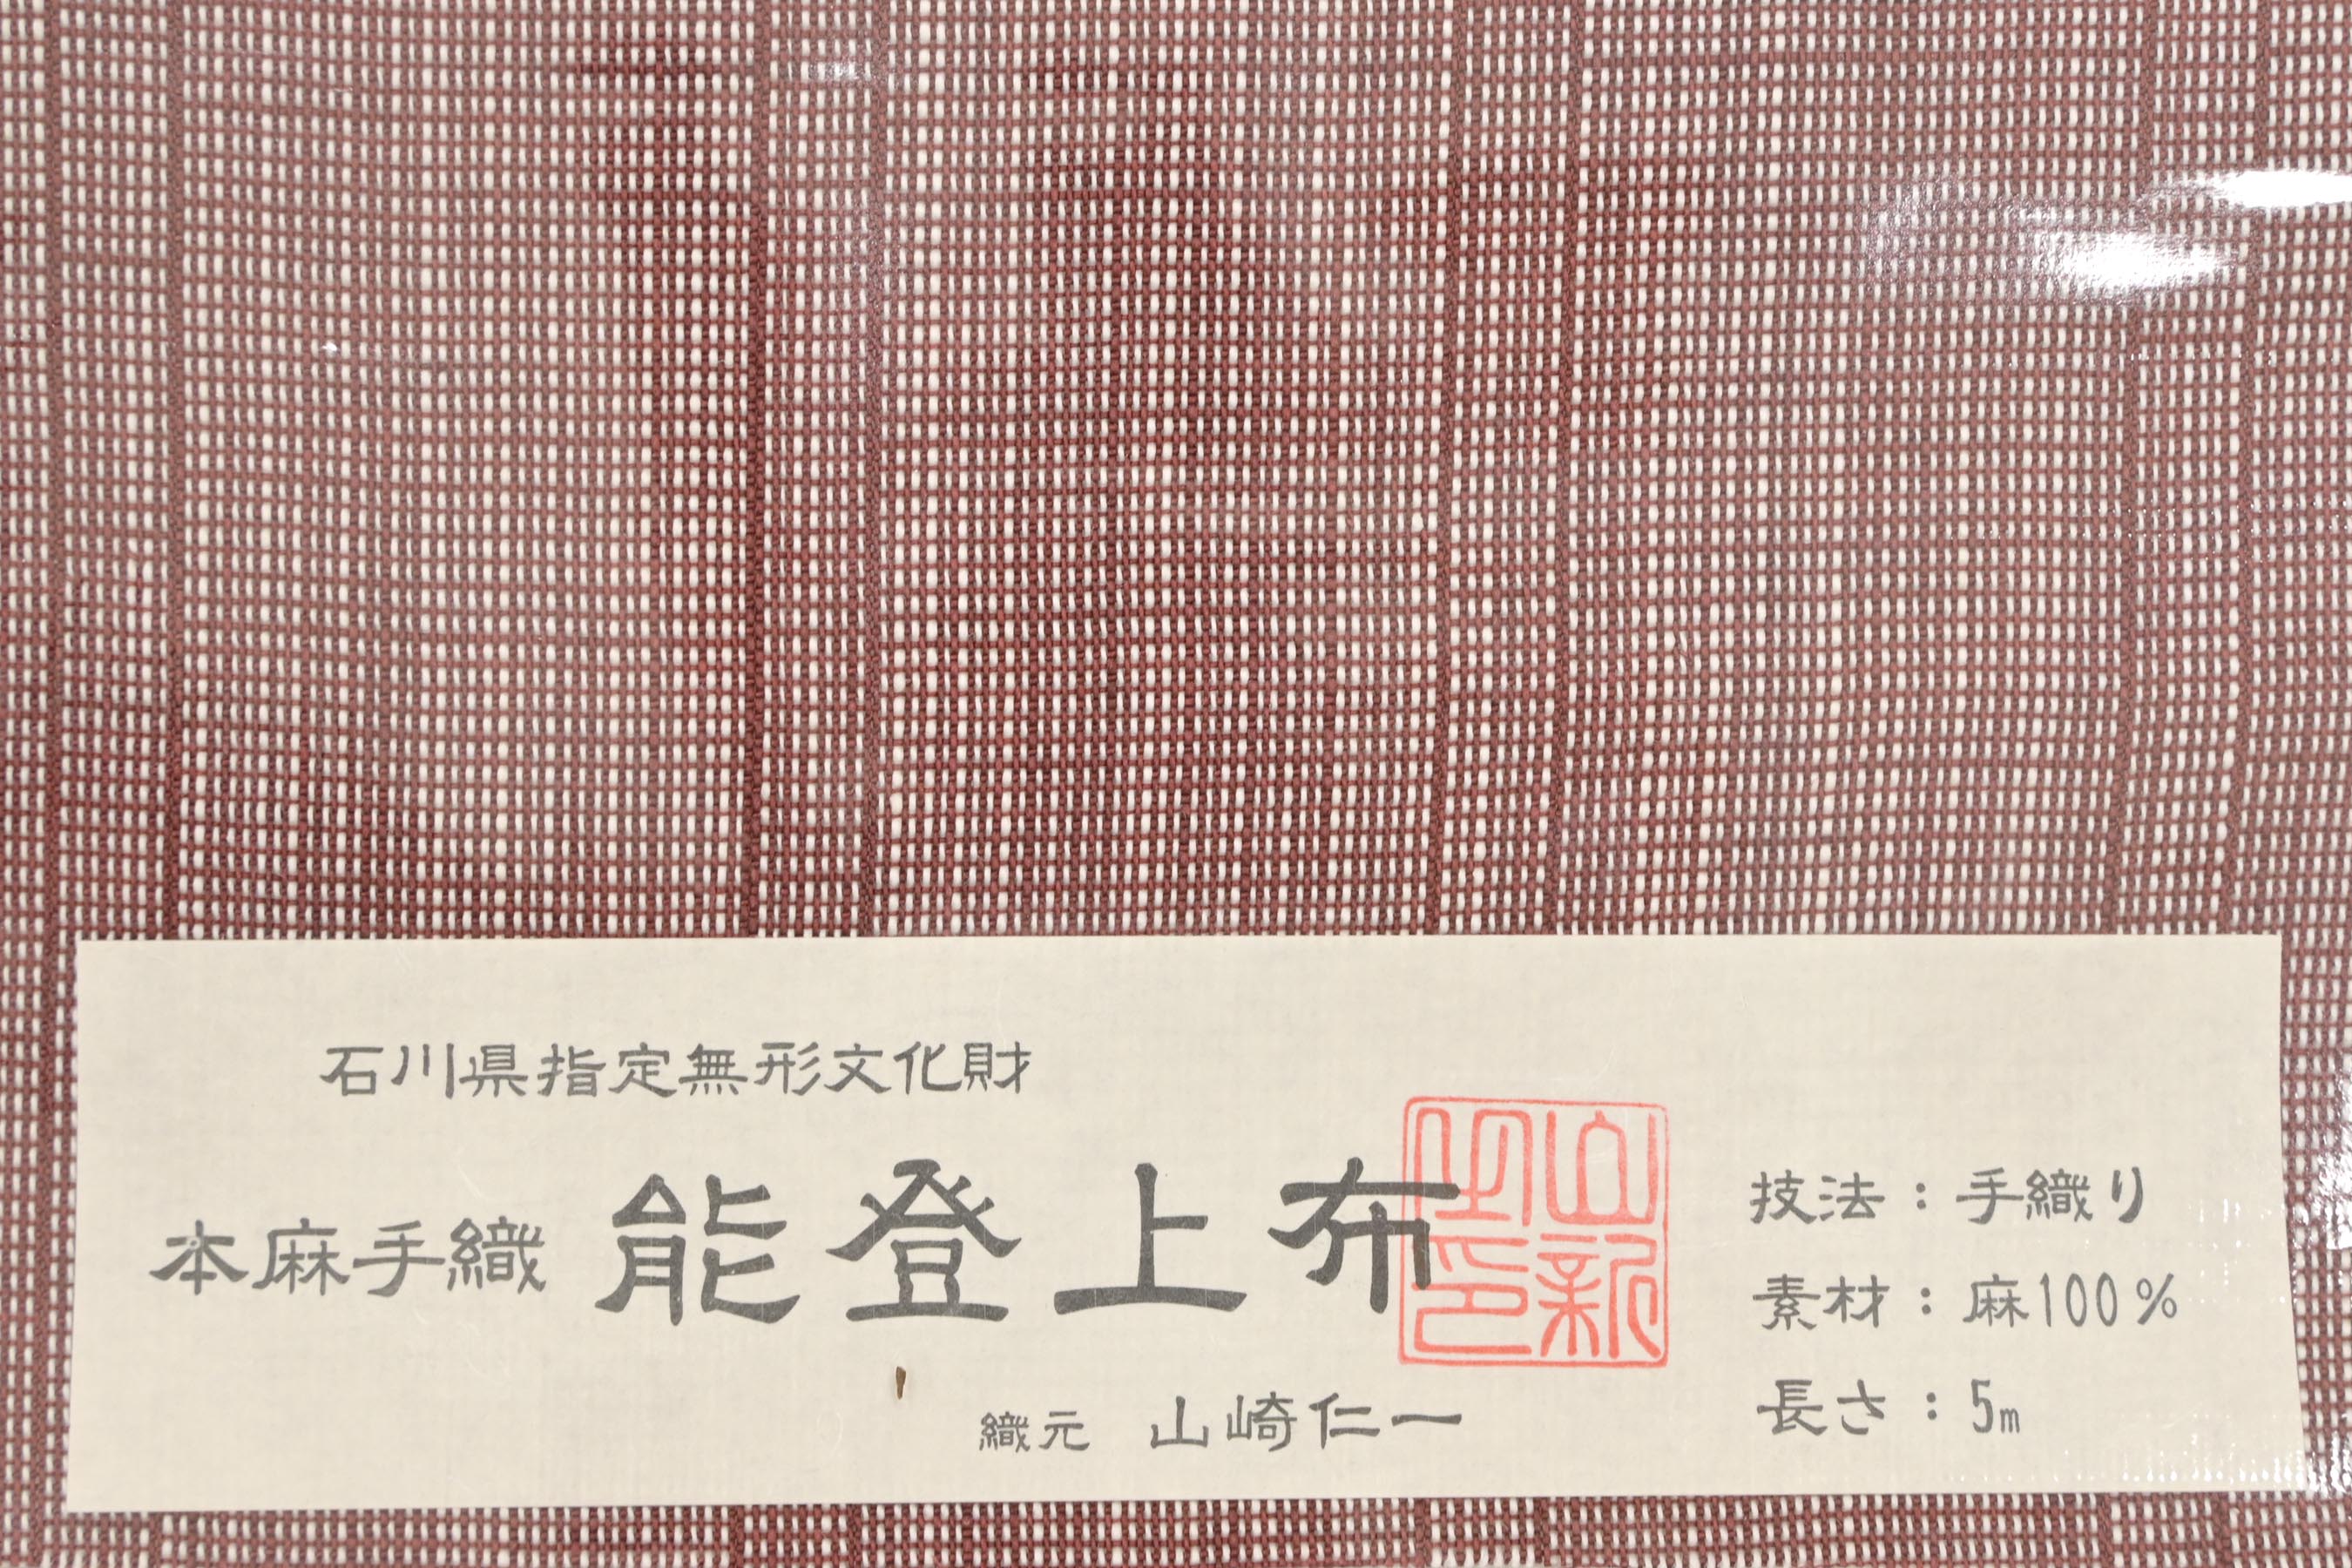 石川県指定無形文化財
本麻手織 能登上布
織元 山崎仁一
技法：手織り
素材：麻100％
長さ：5m